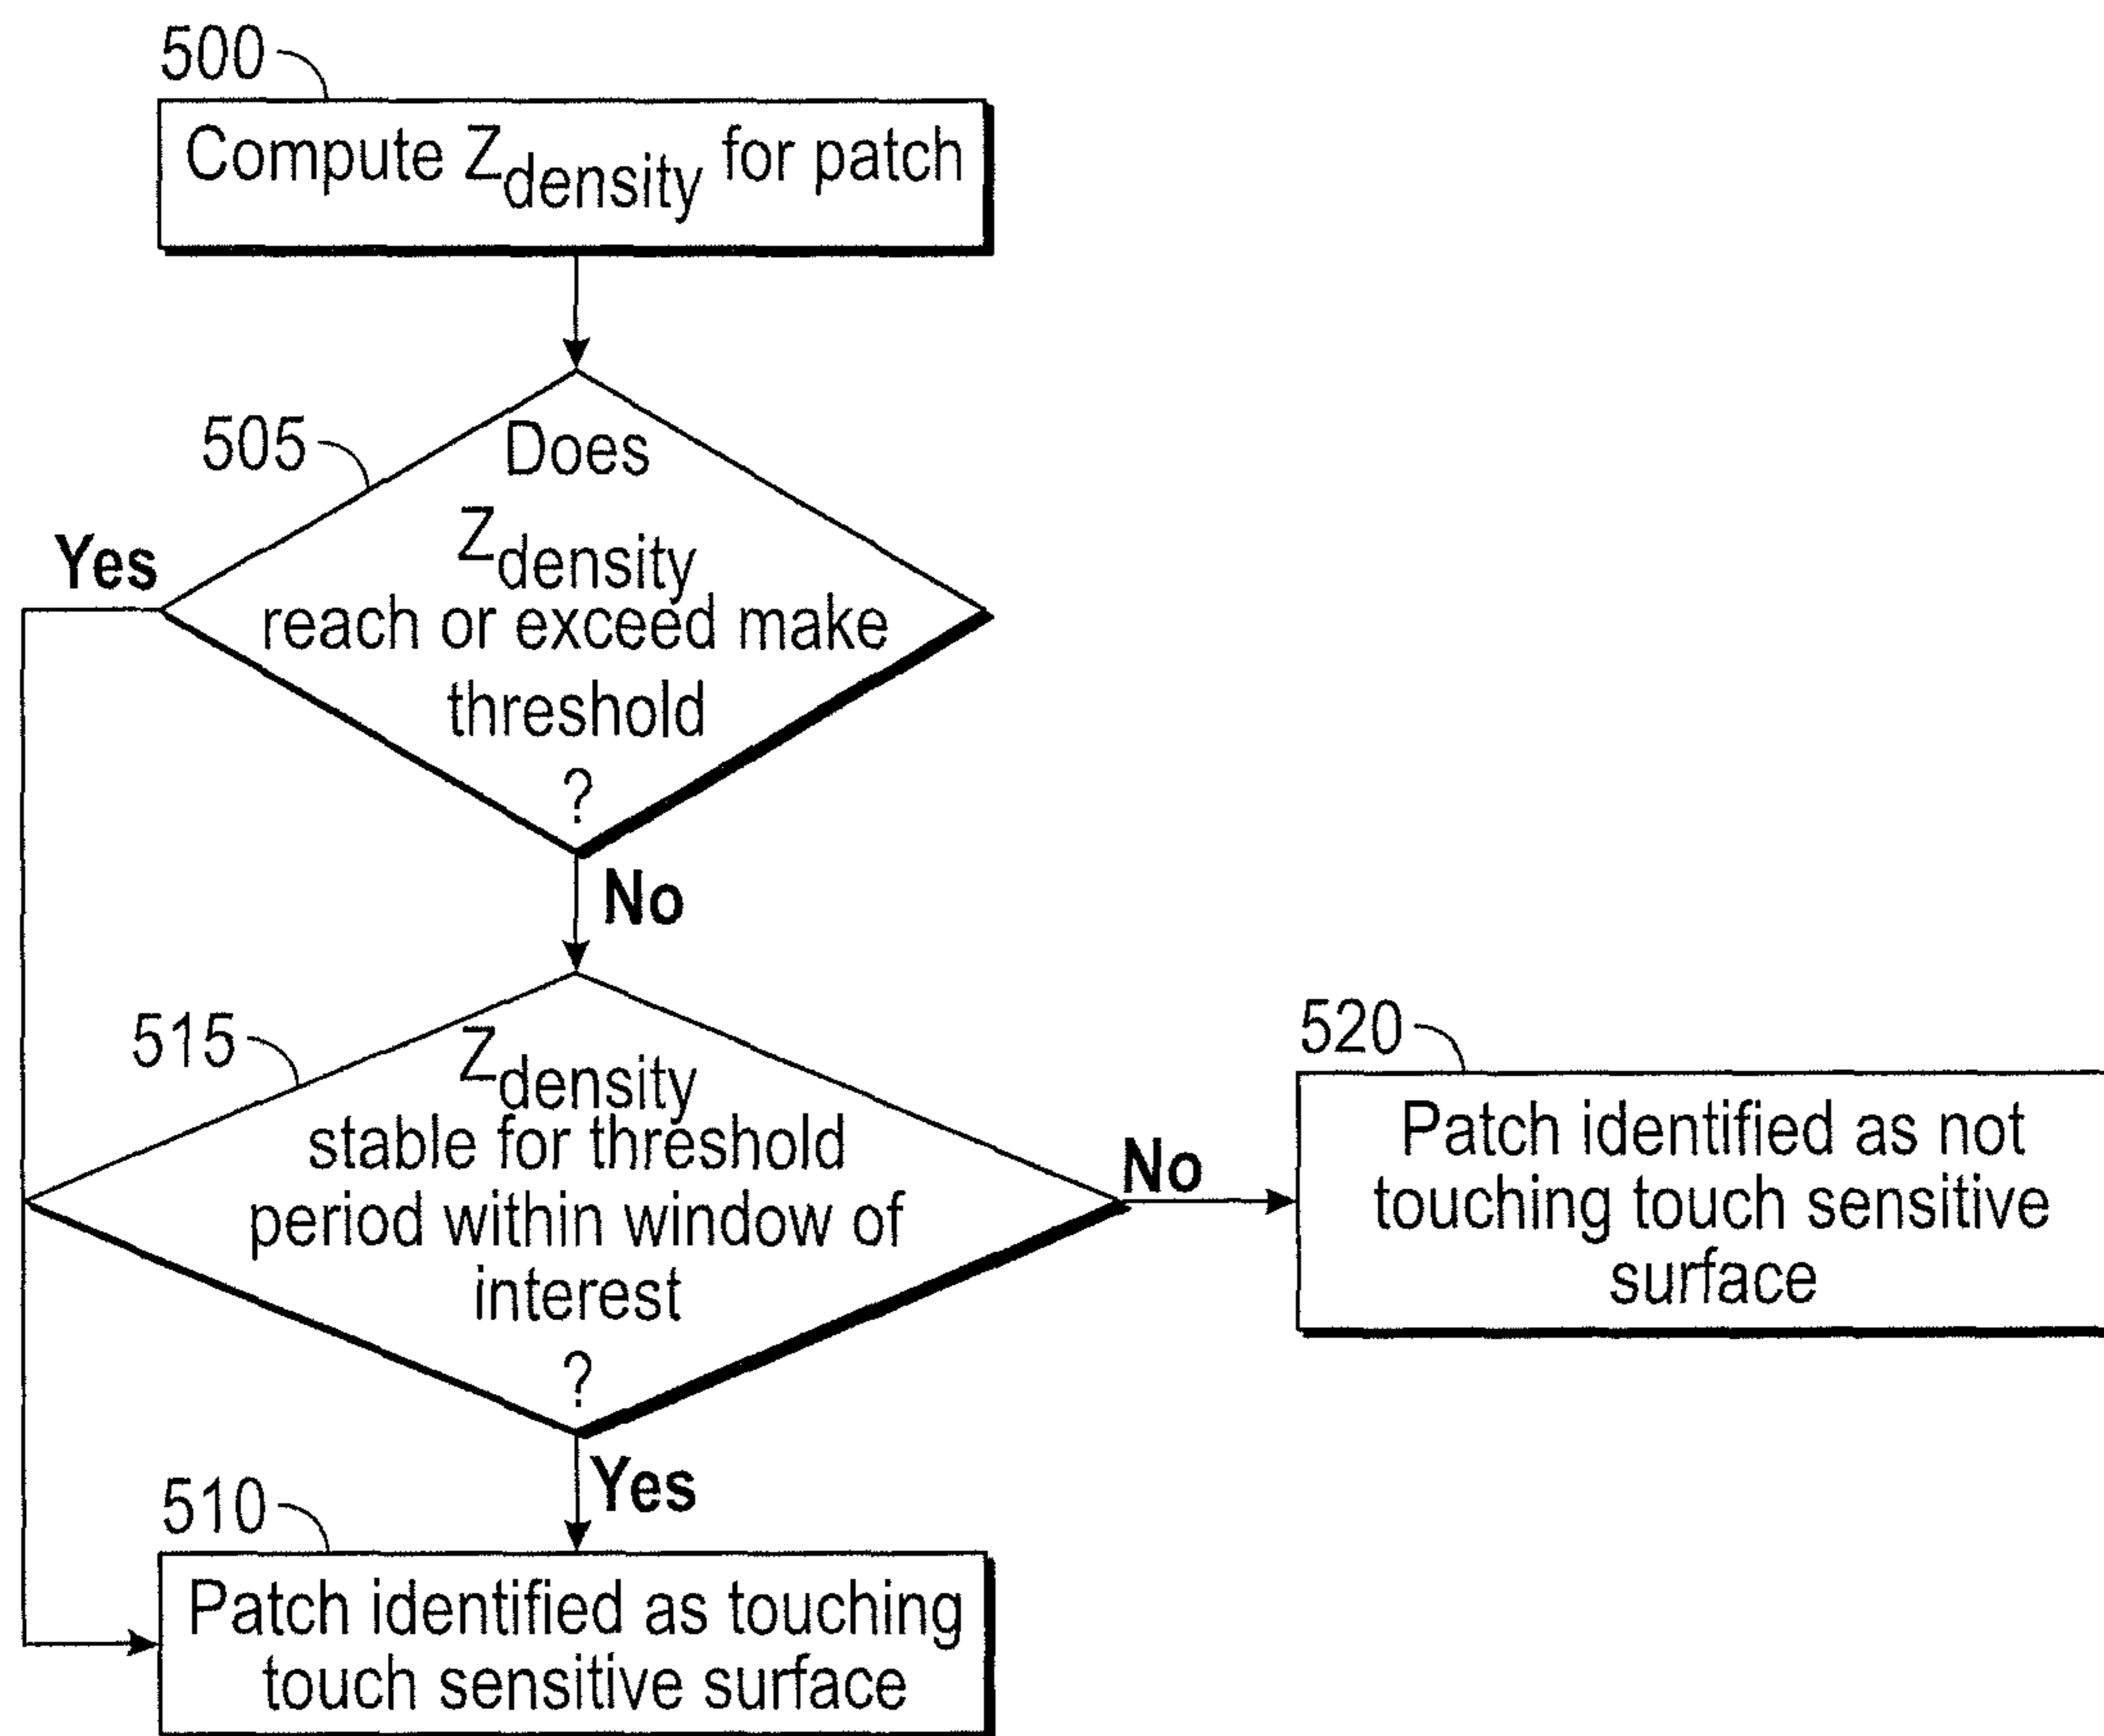 500
Compute Zdensity for patch
505
Does
Zdensity
reach or exceed make
threshold
?
Yes
No
515
Zdensity
stable for threshold
period within window of
interest
?
No
520
Patch identified as not
touching touch sensitive
surface
Yes
510
Patch identified as touching
touch sensitive surface